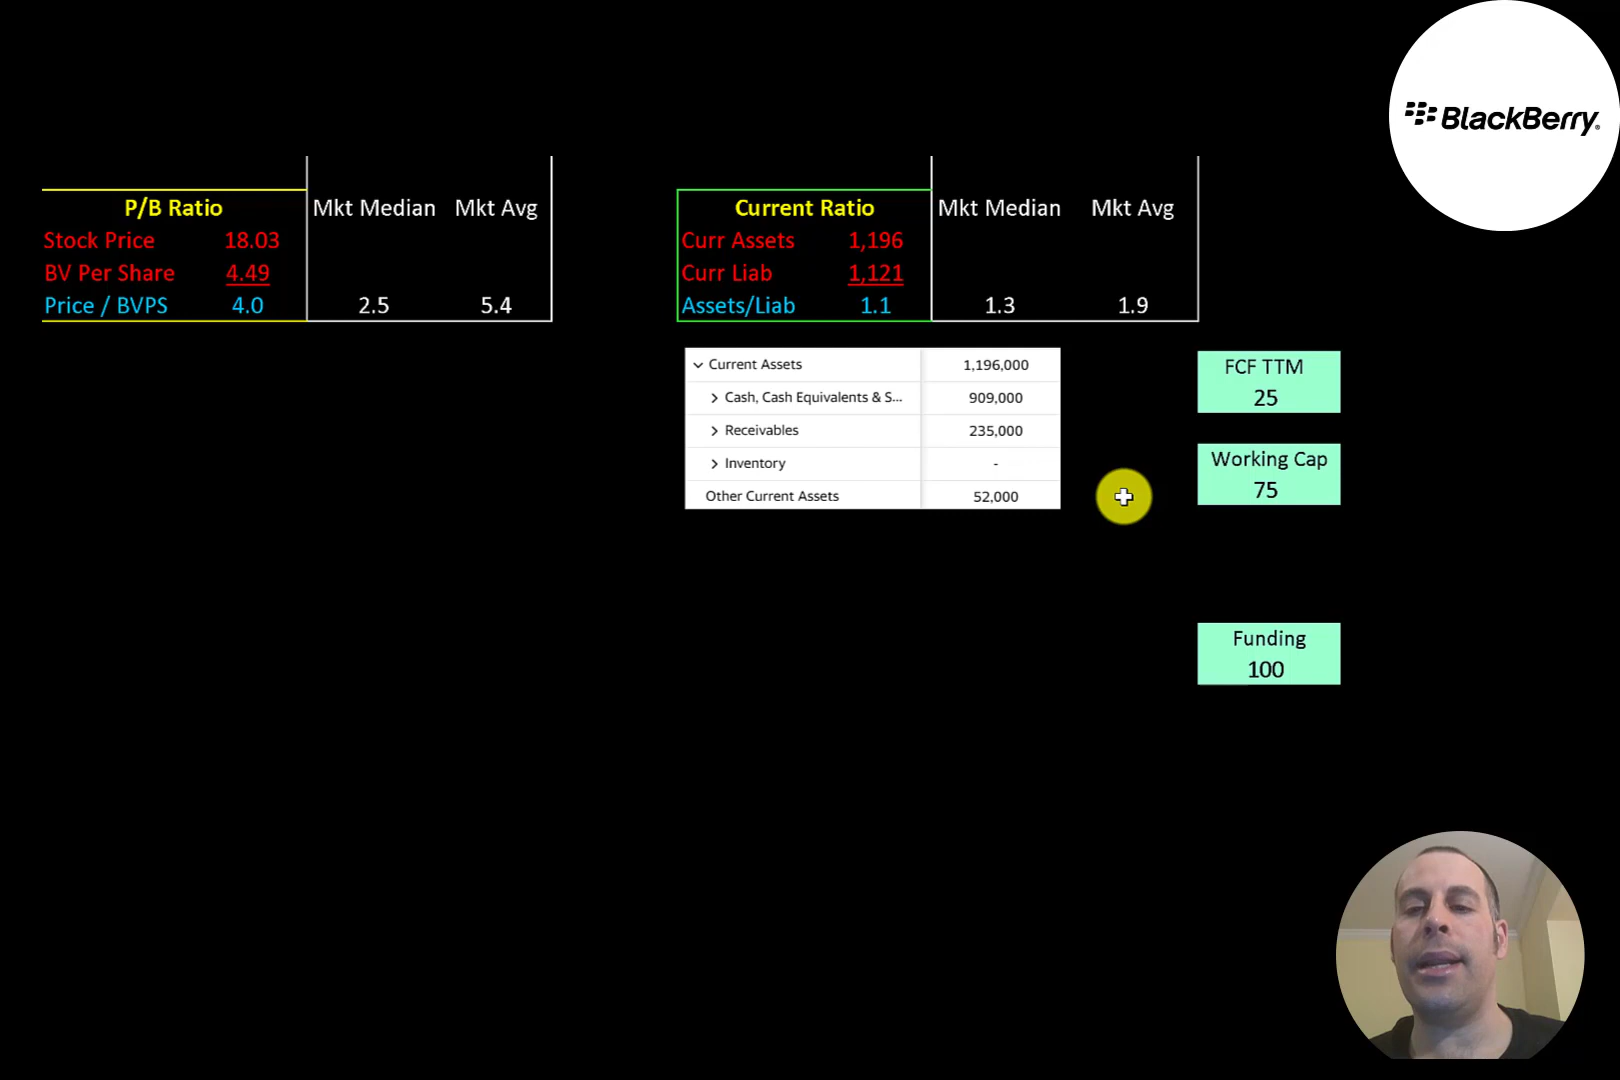 BlackBerry
P/B Ratio Mkt Median Mkt Avg
Stock Price 18.03
BV Per Share 4.49
Price / BVPS 4.0 2.5 5.4
Current Ratio Mkt Median Mkt Avg
Curr Assets 1,196
Curr Liab 1,121
Assets/Liab 1.1 1.3 1.9
Current Assets 1,196,000
Cash, Cash Equivalents & S... 909,000
Receivables 235,000
Inventory -
Other Current Assets 52,000
FCF TTM
25
Working Cap
75
Funding
100